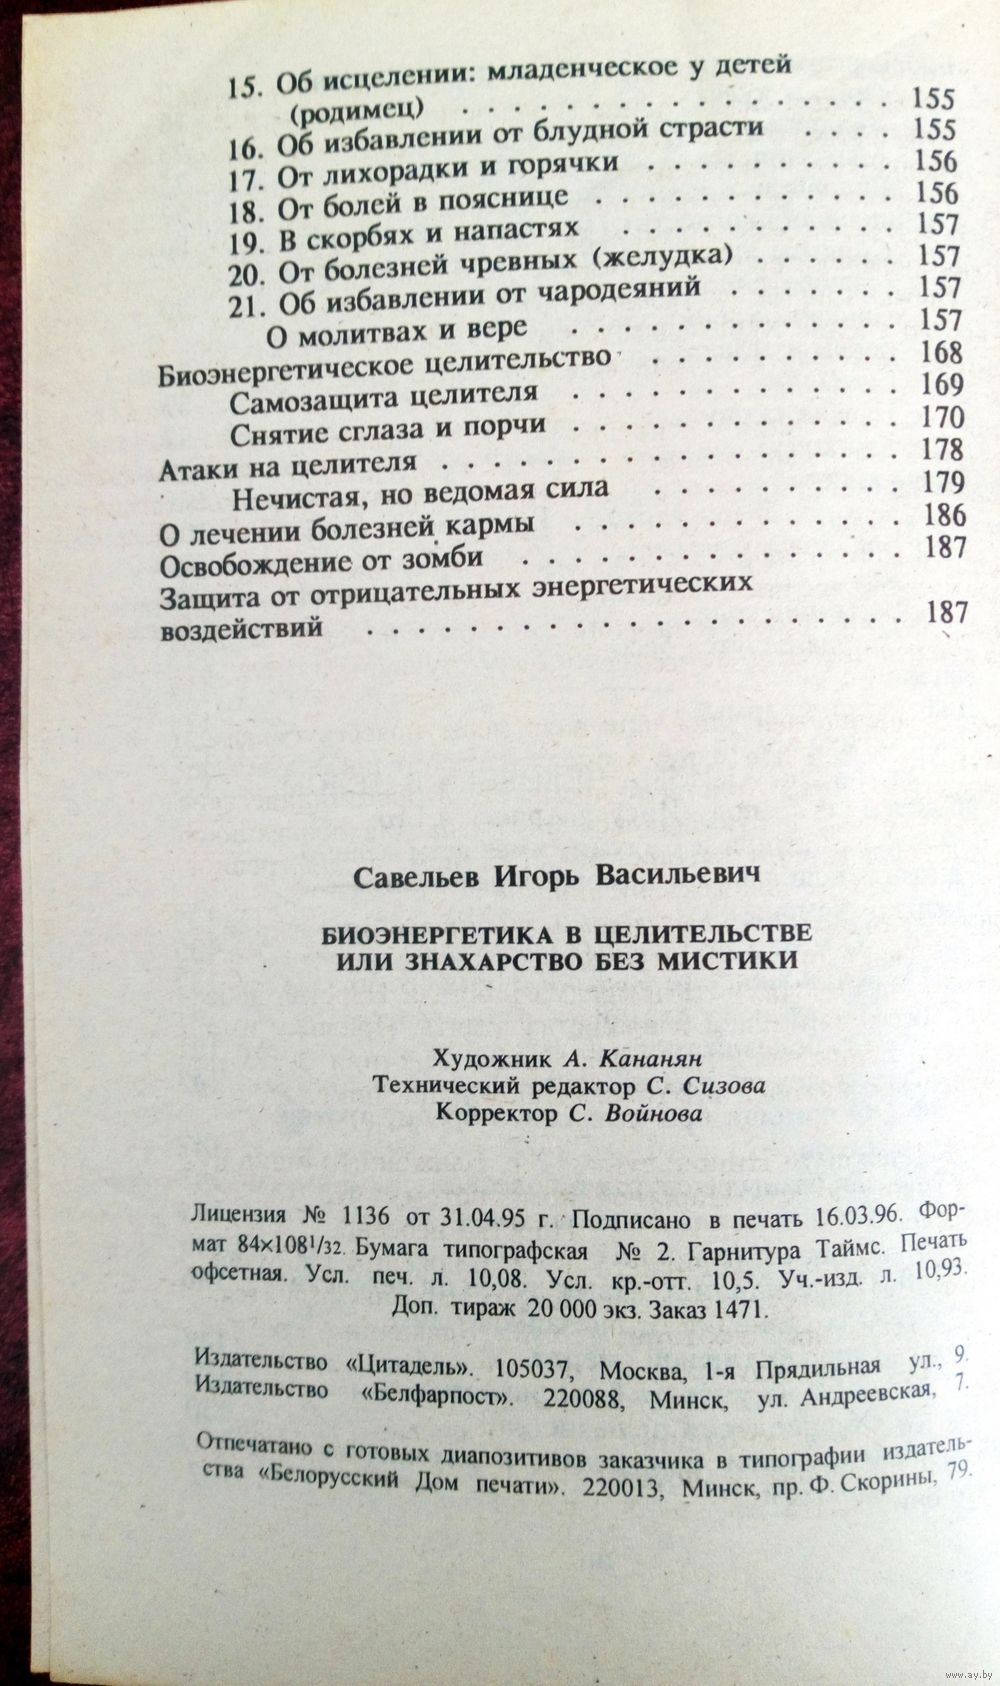 15. Об исцелении: младенческое у детей
(родимец) . . . . . . . . . . . . . . . . 155
16. Об избавлении от блудной страсти . . . . 155
17. От лихорадки и горячки . . . . . . . . . 156
18. От болей в пояснице . . . . . . . . . . . 156
19. В скорбях и напастях . . . . . . . . . . 157
20. От болезней чревных (желудка) . . . . . . 157
21. Об избавлении от чародеяний . . . . . . . 157
О молитвах и вере . . . . . . . . . . . . 157
Биоэнергетическое целительство . . . . . . . . . 168
Самозащита целителя . . . . . . . . . . . . 169
Снятие сглаза и порчи . . . . . . . . . . . . 170
Атаки на целителя . . . . . . . . . . . . . . . . 178
Нечистая, но ведомая сила . . . . . . . . . 179
О лечении болезней кармы . . . . . . . . . . . . 186
Освобождение от зомби . . . . . . . . . . . . . . 187
Защита от отрицательных энергетических
воздействий . . . . . . . . . . . . . . . . . . . 187
Савельев Игорь Васильевич
БИОЭНЕРГЕТИКА В ЦЕЛИТЕЛЬСТВЕ
ИЛИ ЗНАХАРСТВО БЕЗ МИСТИКИ
Художник А. Кананян
Технический редактор С. Сизова
Корректор С. Войнова
Лицензия № 1136 от 31.04.95 г. Подписано в печать 16.03.96. Фор-
мат 84×108¹/32. Бумага типографская № 2. Гарнитура Таймс. Печать
офсетная. Усл. печ. л. 10,08. Усл. кр.-отт. 10,5. Уч.-изд. л. 10,93.
Доп. тираж 20 000 экз. Заказ 1471.
Издательство «Цитадель». 105037, Москва, 1-я Прядильная ул., 9.
Издательство «Белфарпост». 220088, Минск, ул. Андреевская, 7.
Отпечатано с готовых диапозитивов заказчика в типографии издатель-
ства «Белорусский Дом печати». 220013, Минск, пр. Ф. Скорины, 79.
www.ay.by